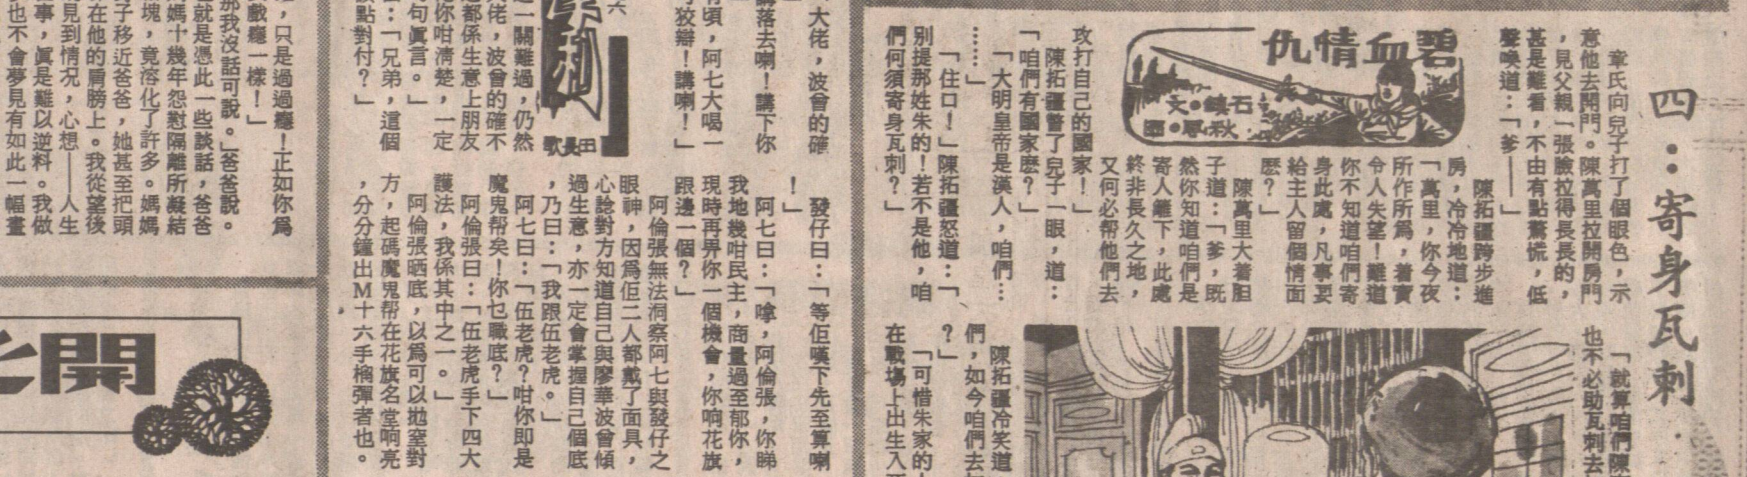 四：寄身瓦刺
碧血情仇
文•鎮石
圖•厚秋
章氏向兒子打了個眼色，示
意他去開門。陳萬里拉開房門
，見父親一張臉拉得長長的，
甚是難看，不由有點驚慌，低
聲喚道：「爹——」
陳拓疆跨步進
房，冷冷地道：
「萬里，你今夜
所作所爲，着實
令人失望！難道
你不知道咱們寄
身此處，凡事要
給主人留個情面
麽？」
陳萬里大着胆
子道：「爹，既
然你知道咱們是
寄人籬下，此處
終非長久之地，
又何必帮他們去
攻打自己的國家！」
陳拓疆瞥了兒子一眼，道：
「咱們有國家麽？」
「大明皇帝是漢人，咱們…
……」
「住口！」陳拓疆怒道：「
別提那姓朱的！若不是他，咱
們何須寄身瓦刺？」
「就算咱們陳
也不必助瓦刺去
陳拓疆冷笑道
們，如今咱們去
？」
「可惜朱家的
在戰場上出生入
大佬，波曾的確
講落去喇！講下你
有頃，阿七大喝一
狡辯！講喇！」
六
田長歌
一關難過，仍然
大佬，波曾的確不
都係生意上朋友
你咁清楚，一定
句眞言。」
：「兄弟，這個
點對付？」
發仔曰：「等佢嘆下先至算喇
！」
阿七曰：「嗱，阿倫張，你睇
我地幾咁民主，商量過至郁你，
現時再畀你一個機會，你响花旗
跟邊一個？」
阿倫張無法洞察阿七與發仔之
眼神，因爲佢二人都戴了面具，
心諗對方知道自己與廖華波曾傾
過生意，亦一定會掌握自己個底
，乃曰：「我跟伍老虎。」
阿七曰：「伍老虎？咁你即是
魔鬼帮矣！你乜職底？」
阿倫張曰：「伍老虎手下四大
護法，我係其中之一。」
阿倫張晒底，以爲可以拋窒對
方，起碼魔鬼帮在花旗名堂响亮
，分分鐘出Ｍ十六手榴彈者也。
，只是過過癮！正如你爲
戲癮一樣！」
那我沒話可說。」爸爸說。
就是憑此一些談話，爸爸
媽十幾年怨懟隔離所凝結
塊，竟溶化了許多。媽媽
子移近爸爸，她甚至把頭
在他的肩膀上。我從望後
見到情況，心想——人生
事，眞是難以逆料。我做
也不會夢見有如此一幅畫
開